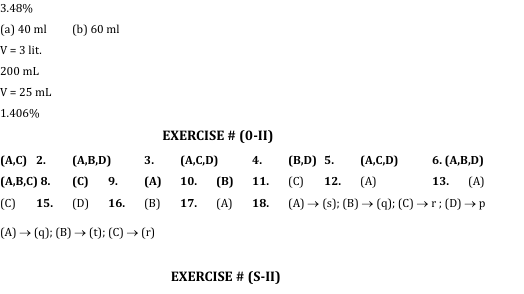 3.48%
(a) 40 ml (b) 60 ml
V = 3 lit.
200 mL
V = 25 mL
1.406%
EXERCISE # (0-II)
(A,C) 2. (A,B,D) 3. (A,C,D) 4. (B,D) 5. (A,C,D) 6. (A,B,D)
(A,B,C) 8. (C) 9. (A) 10. (B) 11. (C) 12. (A) 13. (A)
(C) 15. (D) 16. (B) 17. (A) 18. (A) → (s); (B) → (q); (C) → r ; (D) → p
(A) → (q); (B) → (t); (C) → (r)
EXERCISE # (S-II)